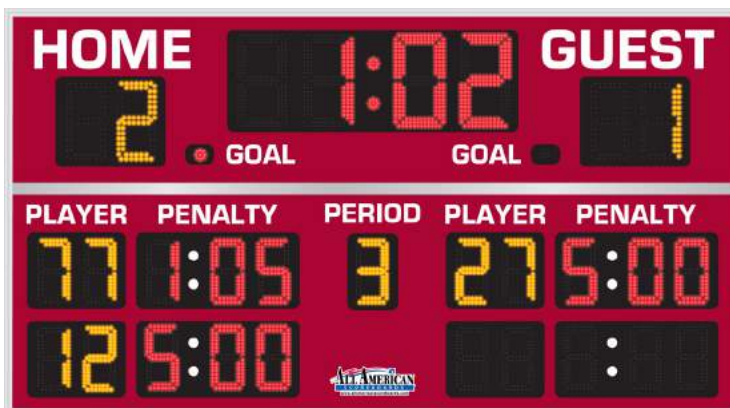 HOME 1:02 GUEST
2 1
GOAL GOAL
PLAYER PENALTY PERIOD PLAYER PENALTY
77 1:05 3 27 5:00
12 5:00 :
ALL AMERICAN
SCOREBOARDS